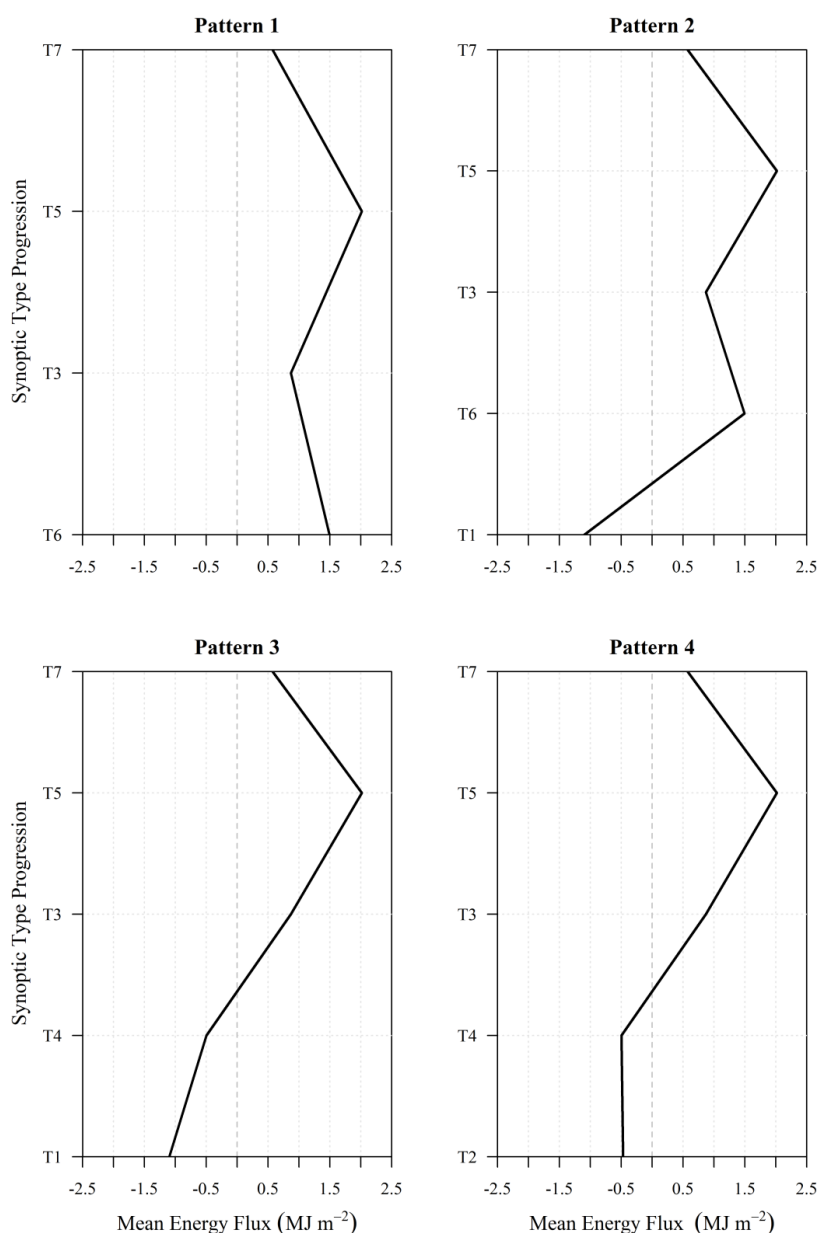 Pattern 1
Pattern 2
T7
T5
T3
T6
Synoptic Type Progression
-2.5 -1.5 -0.5 0.5 1.5 2.5
T7
T5
T3
T6
T1
-2.5 -1.5 -0.5 0.5 1.5 2.5
Pattern 3
Pattern 4
T7
T5
T3
T4
T1
Synoptic Type Progression
-2.5 -1.5 -0.5 0.5 1.5 2.5
Mean Energy Flux (MJ m⁻²)
T7
T5
T3
T4
T2
-2.5 -1.5 -0.5 0.5 1.5 2.5
Mean Energy Flux (MJ m⁻²)